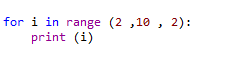 for i in range (2 ,10 , 2):
    print (i)